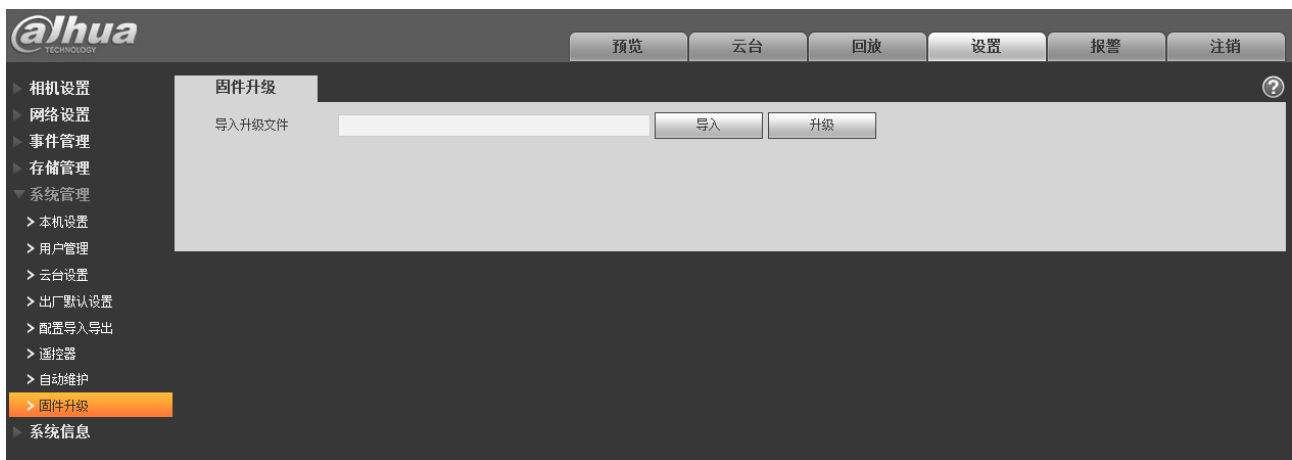 alhua
TECHNOLOGY
预览 云台 回放 设置 报警 注销
相机设置
网络设置
事件管理
存储管理
系统管理
> 本机设置
> 用户管理
> 云台设置
> 出厂默认设置
> 配置导入导出
> 遥控器
> 自动维护
> 固件升级
系统信息
固件升级
?
导入升级文件 导入 升级